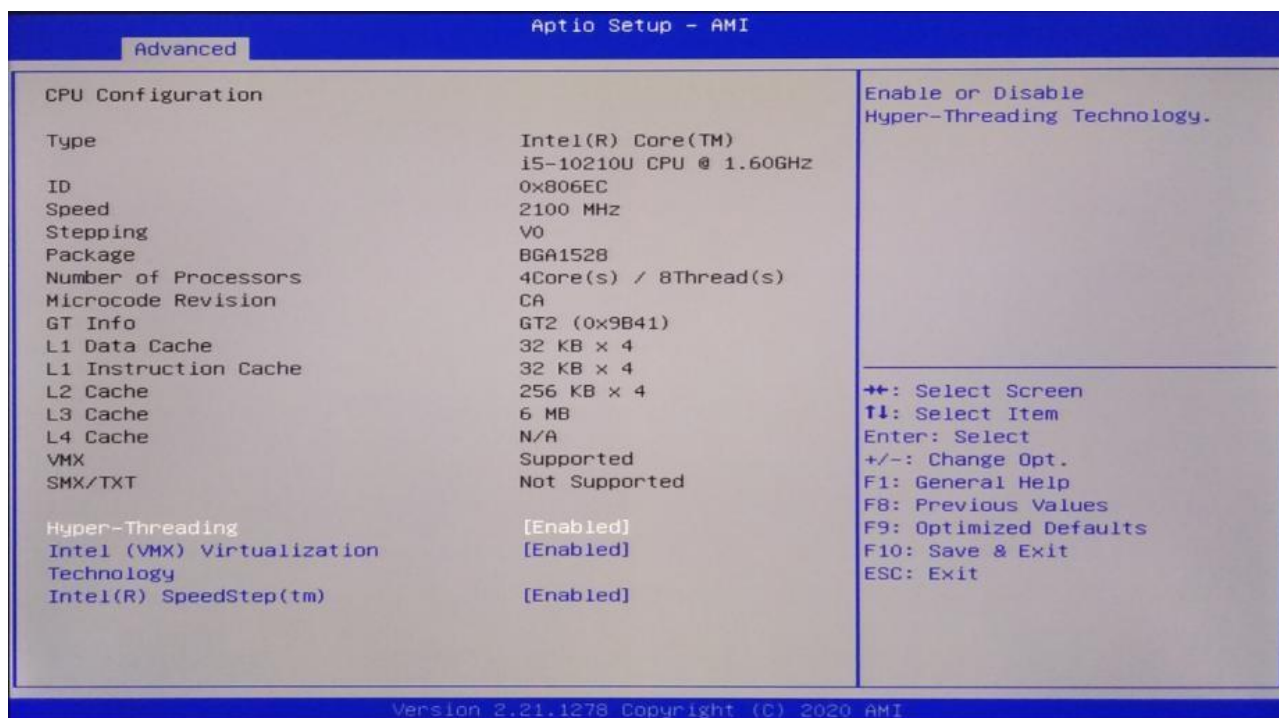 Aptio Setup - AMI
Advanced
CPU Configuration
Type Intel(R) Core(TM)
i5-10210U CPU @ 1.60GHz
ID 0x806EC
Speed 2100 MHz
Stepping V0
Package BGA1528
Number of Processors 4Core(s) / 8Thread(s)
Microcode Revision CA
GT Info GT2 (0x9B41)
L1 Data Cache 32 KB x 4
L1 Instruction Cache 32 KB x 4
L2 Cache 256 KB x 4
L3 Cache 6 MB
L4 Cache N/A
VMX Supported
SMX/TXT Not Supported
Hyper-Threading [Enabled]
Intel (VMX) Virtualization [Enabled]
Technology
Intel(R) SpeedStep(tm) [Enabled]
Enable or Disable
Hyper-Threading Technology.
→←: Select Screen
↑↓: Select Item
Enter: Select
+/-: Change Opt.
F1: General Help
F8: Previous Values
F9: Optimized Defaults
F10: Save & Exit
ESC: Exit
Version 2.21.1278 Copyright (C) 2020 AMI